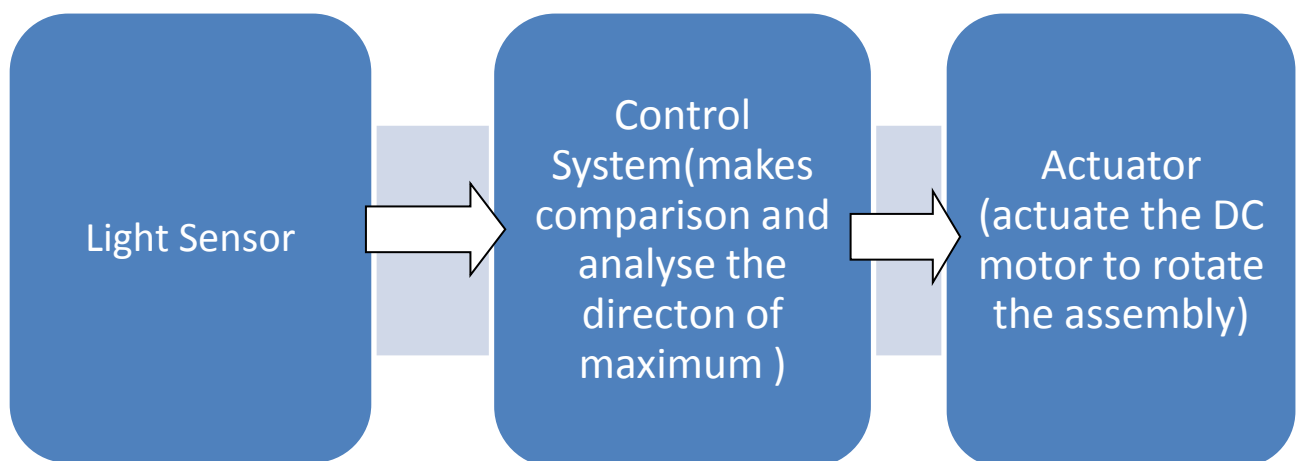 Light Sensor
Control
System(makes
comparison and
analyse the
directon of
maximum )
Actuator
(actuate the DC
motor to rotate
the assembly)